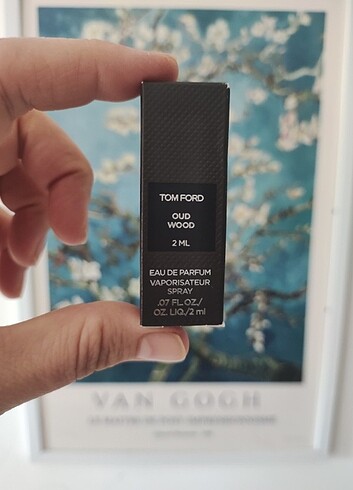 TOM FORD
OUD
WOOD
2 ML
EAU DE PARFUM
VAPORISATEUR
SPRAY
.07 FL.OZ./
OZ. LIQ./2 ml
VAN GOGH